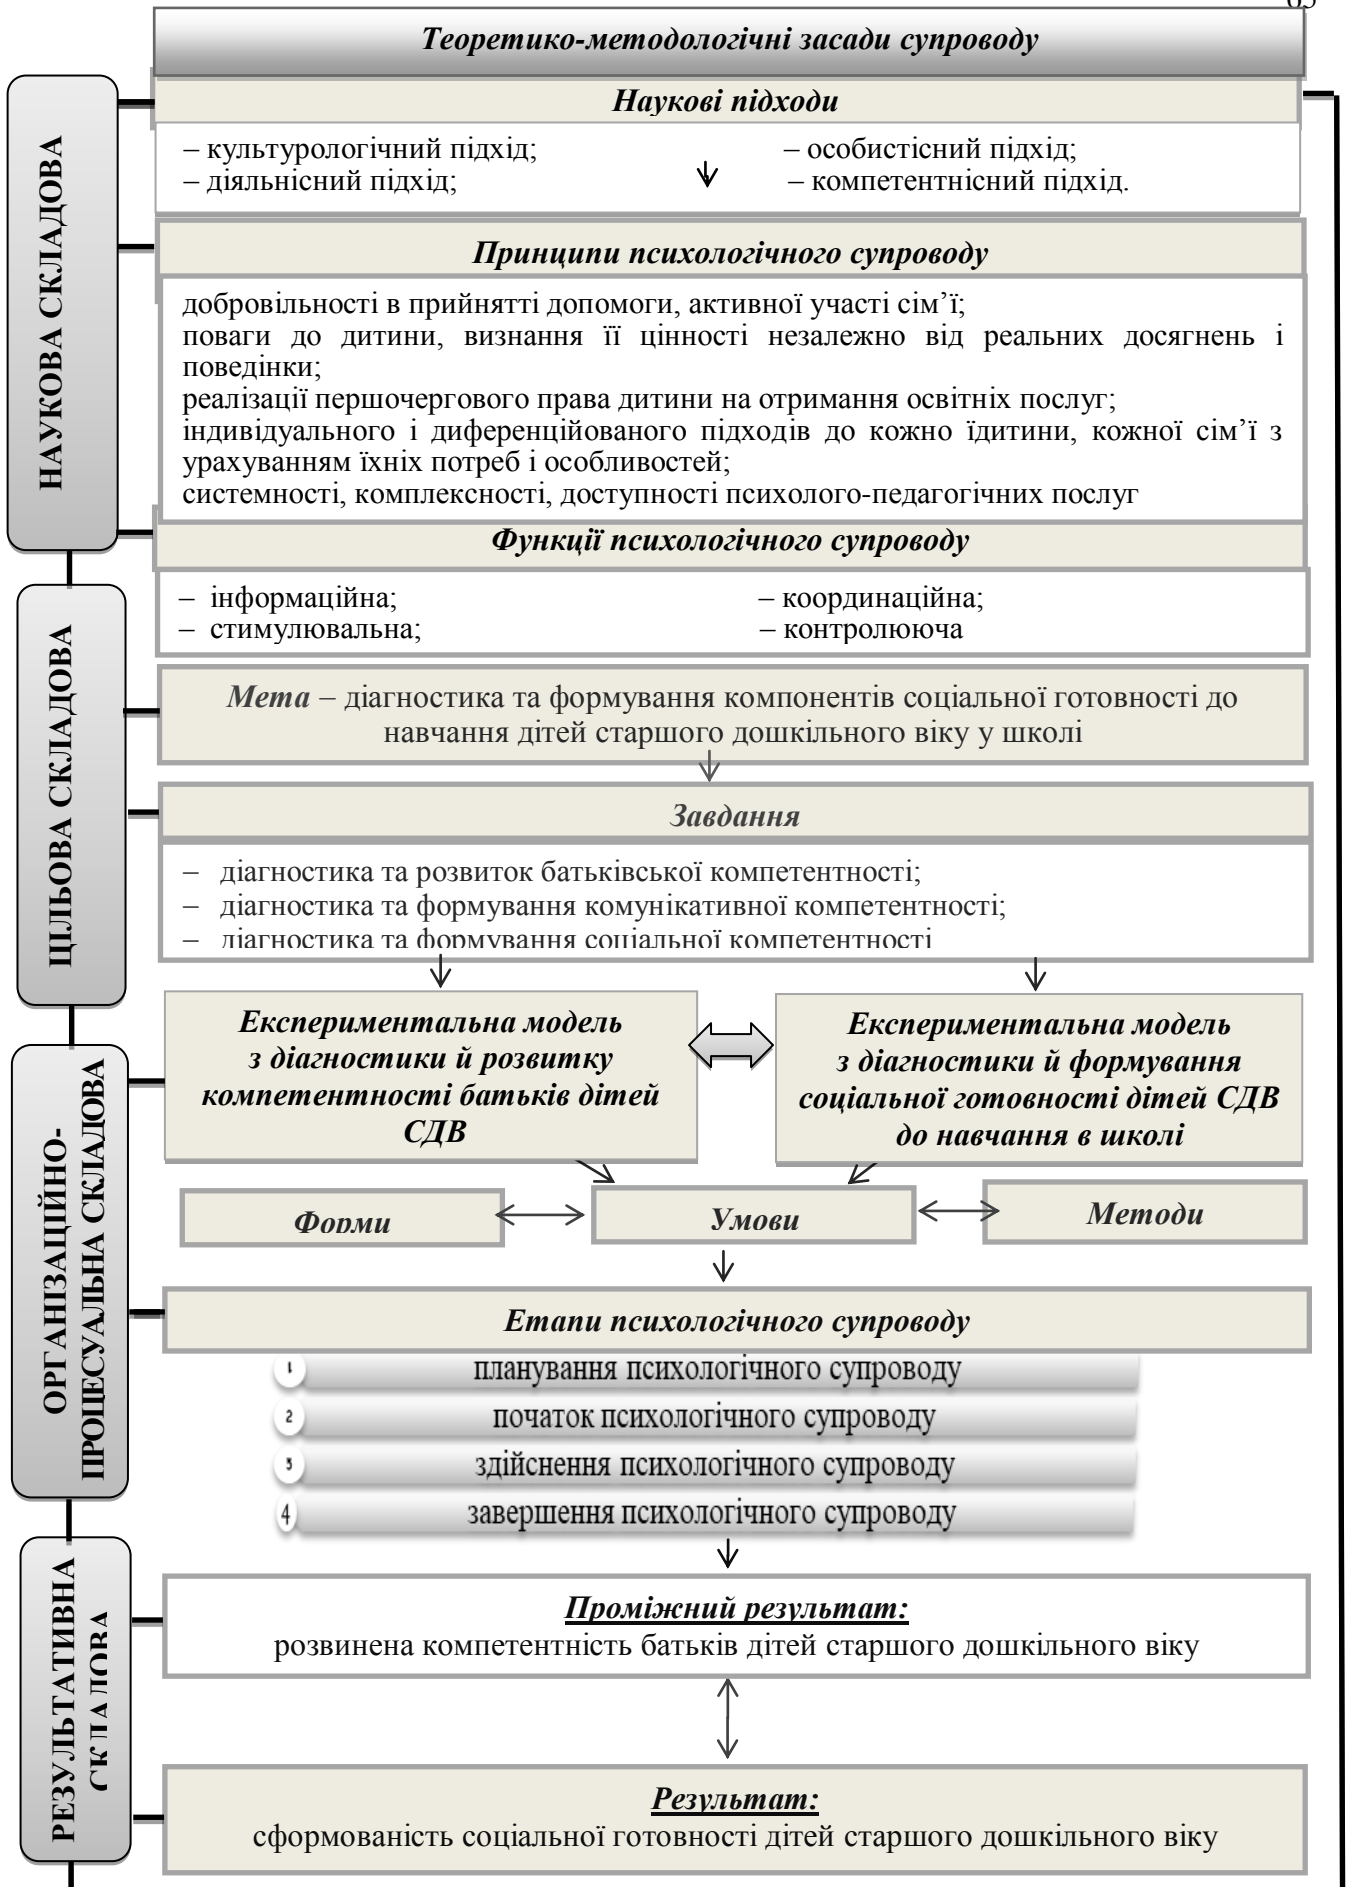 Теоретико-методологічні засади супроводу
НАУКОВА СКЛАДОВА
Наукові підходи
– культурологічний підхід;
– особистісний підхід;
– діяльнісний підхід;
– компетентнісний підхід.
Принципи психологічного супроводу
добровільності в прийнятті допомоги, активної участі сім’ї;
поваги до дитини, визнання її цінності незалежно від реальних досягнень і
поведінки;
реалізації першочергового права дитини на отримання освітніх послуг;
індивідуального і диференційованого підходів до кожно їдитини, кожної сім’ї з
урахуванням їхніх потреб і особливостей;
системності, комплексності, доступності психолого-педагогічних послуг
Функції психологічного супроводу
– інформаційна;
– координаційна;
– стимулювальна;
– контролююча
ЦІЛЬОВА СКЛАДОВА
Мета – діагностика та формування компонентів соціальної готовності до
навчання дітей старшого дошкільного віку у школі
Завдання
– діагностика та розвиток батьківської компетентності;
– діагностика та формування комунікативної компетентності;
– діагностика та формування соціальної компетентності
ОРГАНІЗАЦІЙНО-
ПРОЦЕСУАЛЬНА СКЛАДОВА
Експериментальна модель
з діагностики й розвитку
компетентності батьків дітей
СДВ
Експериментальна модель
з діагностики й формування
соціальної готовності дітей СДВ
до навчання в школі
Форми
Умови
Методи
Етапи психологічного супроводу
1 планування психологічного супроводу
2 початок психологічного супроводу
3 здійснення психологічного супроводу
4 завершення психологічного супроводу
РЕЗУЛЬТАТИВНА
СКЛАДОВА
Проміжний результат:
розвинена компетентність батьків дітей старшого дошкільного віку
Результат:
сформованість соціальної готовності дітей старшого дошкільного віку